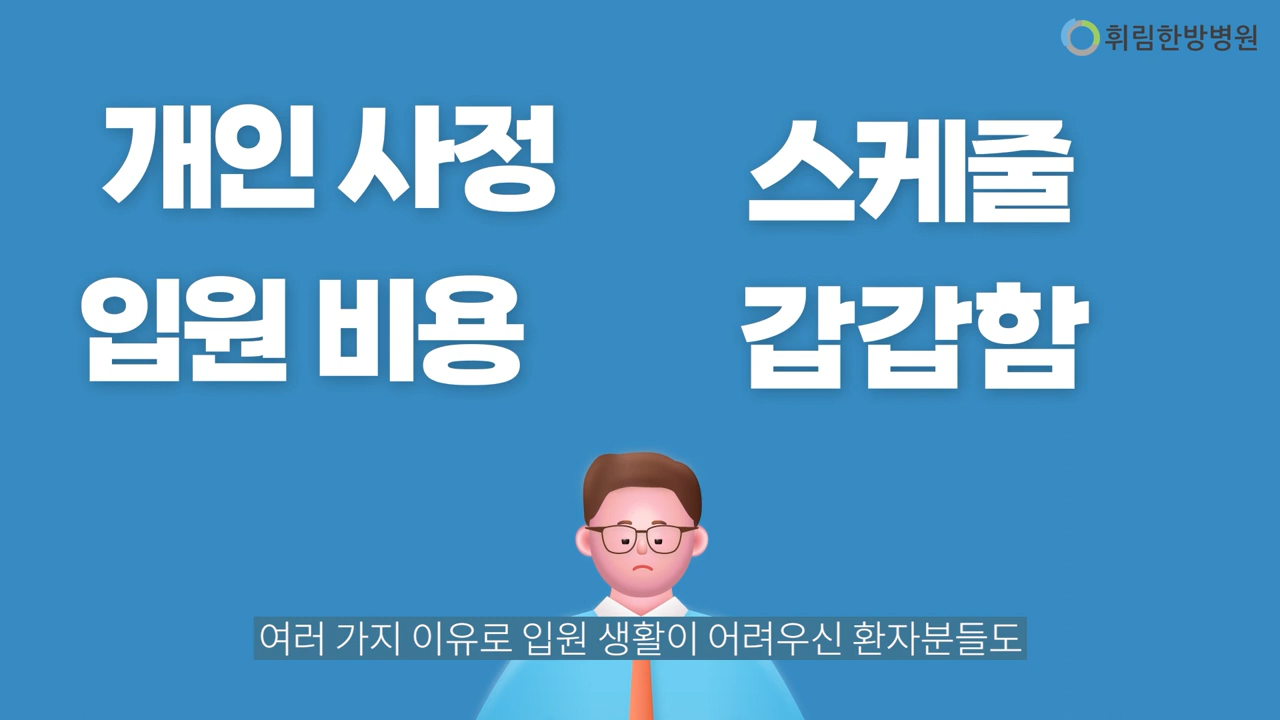 휘림한방병원
개인 사정
스케줄
입원 비용
갑갑함
여러 가지 이유로 입원 생활이 어려우신 환자분들도